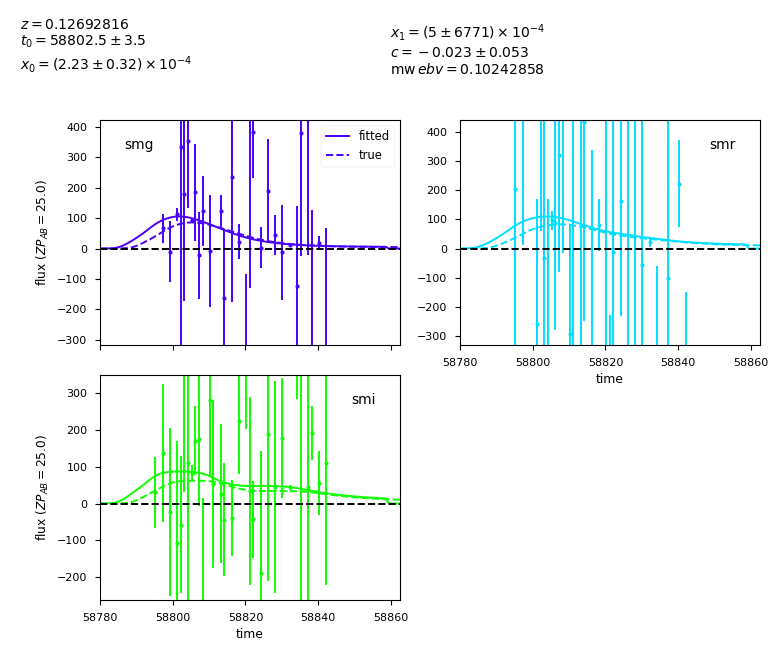 z = 0.12692816
t₀ = 58802.5 ± 3.5
x₀ = (2.23 ± 0.32) × 10⁻⁴
x₁ = (5 ± 6771) × 10⁻⁴
c = −0.023 ± 0.053
mw ebv = 0.10242858
smg
fitted
true
400
300
200
100
0
−100
−200
−300
flux (ZP_AB = 25.0)
smr
400
300
200
100
0
−100
−200
−300
58780 58800 58820 58840 58860
time
smi
300
200
100
0
−100
−200
flux (ZP_AB = 25.0)
58780 58800 58820 58840 58860
time